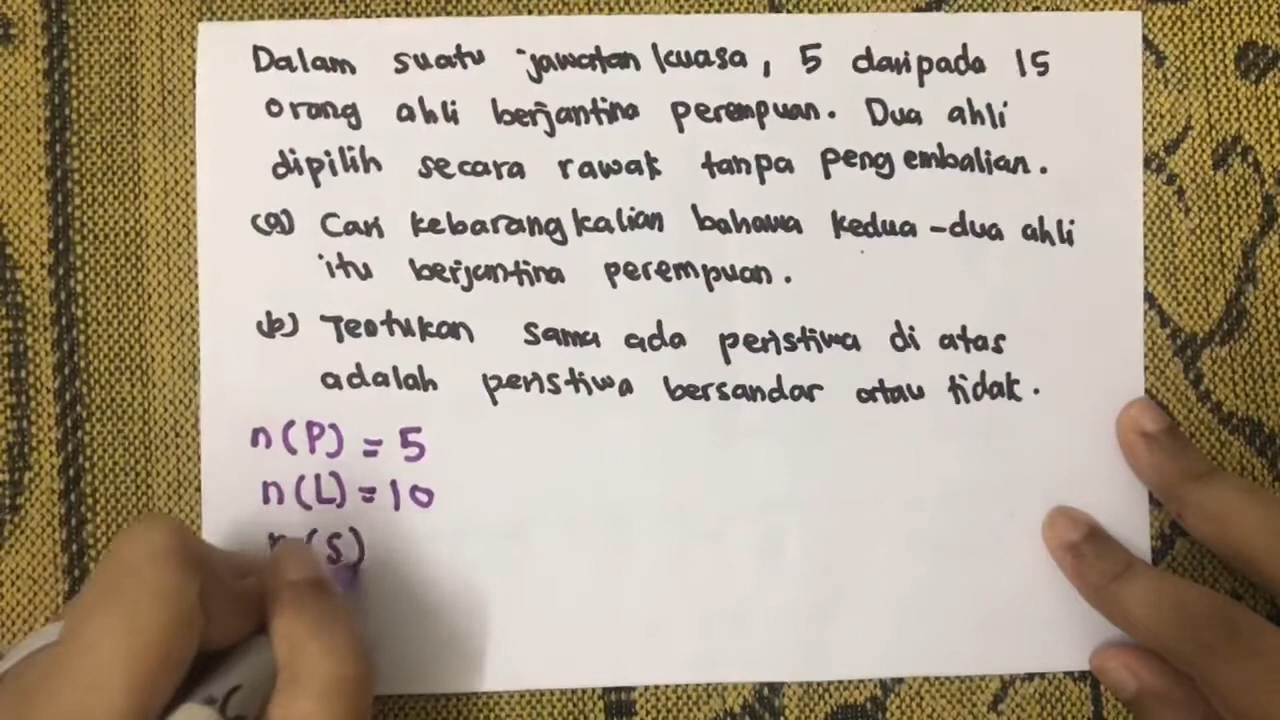 Dalam suatu jawatan kuasa, 5 daripada 15
orang ahli berjantina perempuan. Dua ahli
dipilih secara rawak tanpa pengembalian.
(a) Cari kebarangkalian bahawa kedua-dua ahli
itu berjantina perempuan.
(b) Tentukan sama ada peristiwa di atas
adalah peristiwa bersandar atau tidak.
n(P) = 5
n(L) = 10
n(S)